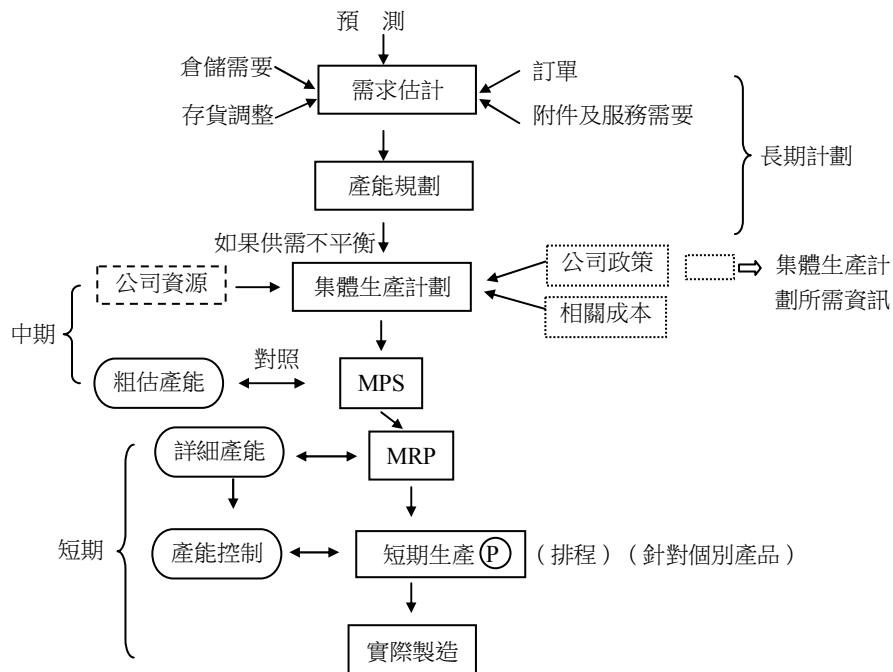 預 測
倉儲需要
訂單
需求估計
存貨調整
附件及服務需要
長期計劃
產能規劃
如果供需不平衡
公司政策
集體生產計
公司資源
集體生產計劃
劃所需資訊
相關成本
中期
對照
粗估產能
MPS
詳細產能
MRP
短期
產能控制
短期生產Ⓟ（排程）（針對個別產品）
實際製造